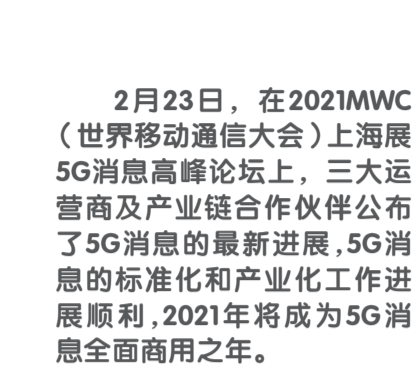 2月23日，在2021MWC
（世界移动通信大会）上海展
5G消息高峰论坛上，三大运
营商及产业链合作伙伴公布
了5G消息的最新进展,5G消
息的标准化和产业化工作进
展顺利,2021年将成为5G消
息全面商用之年。